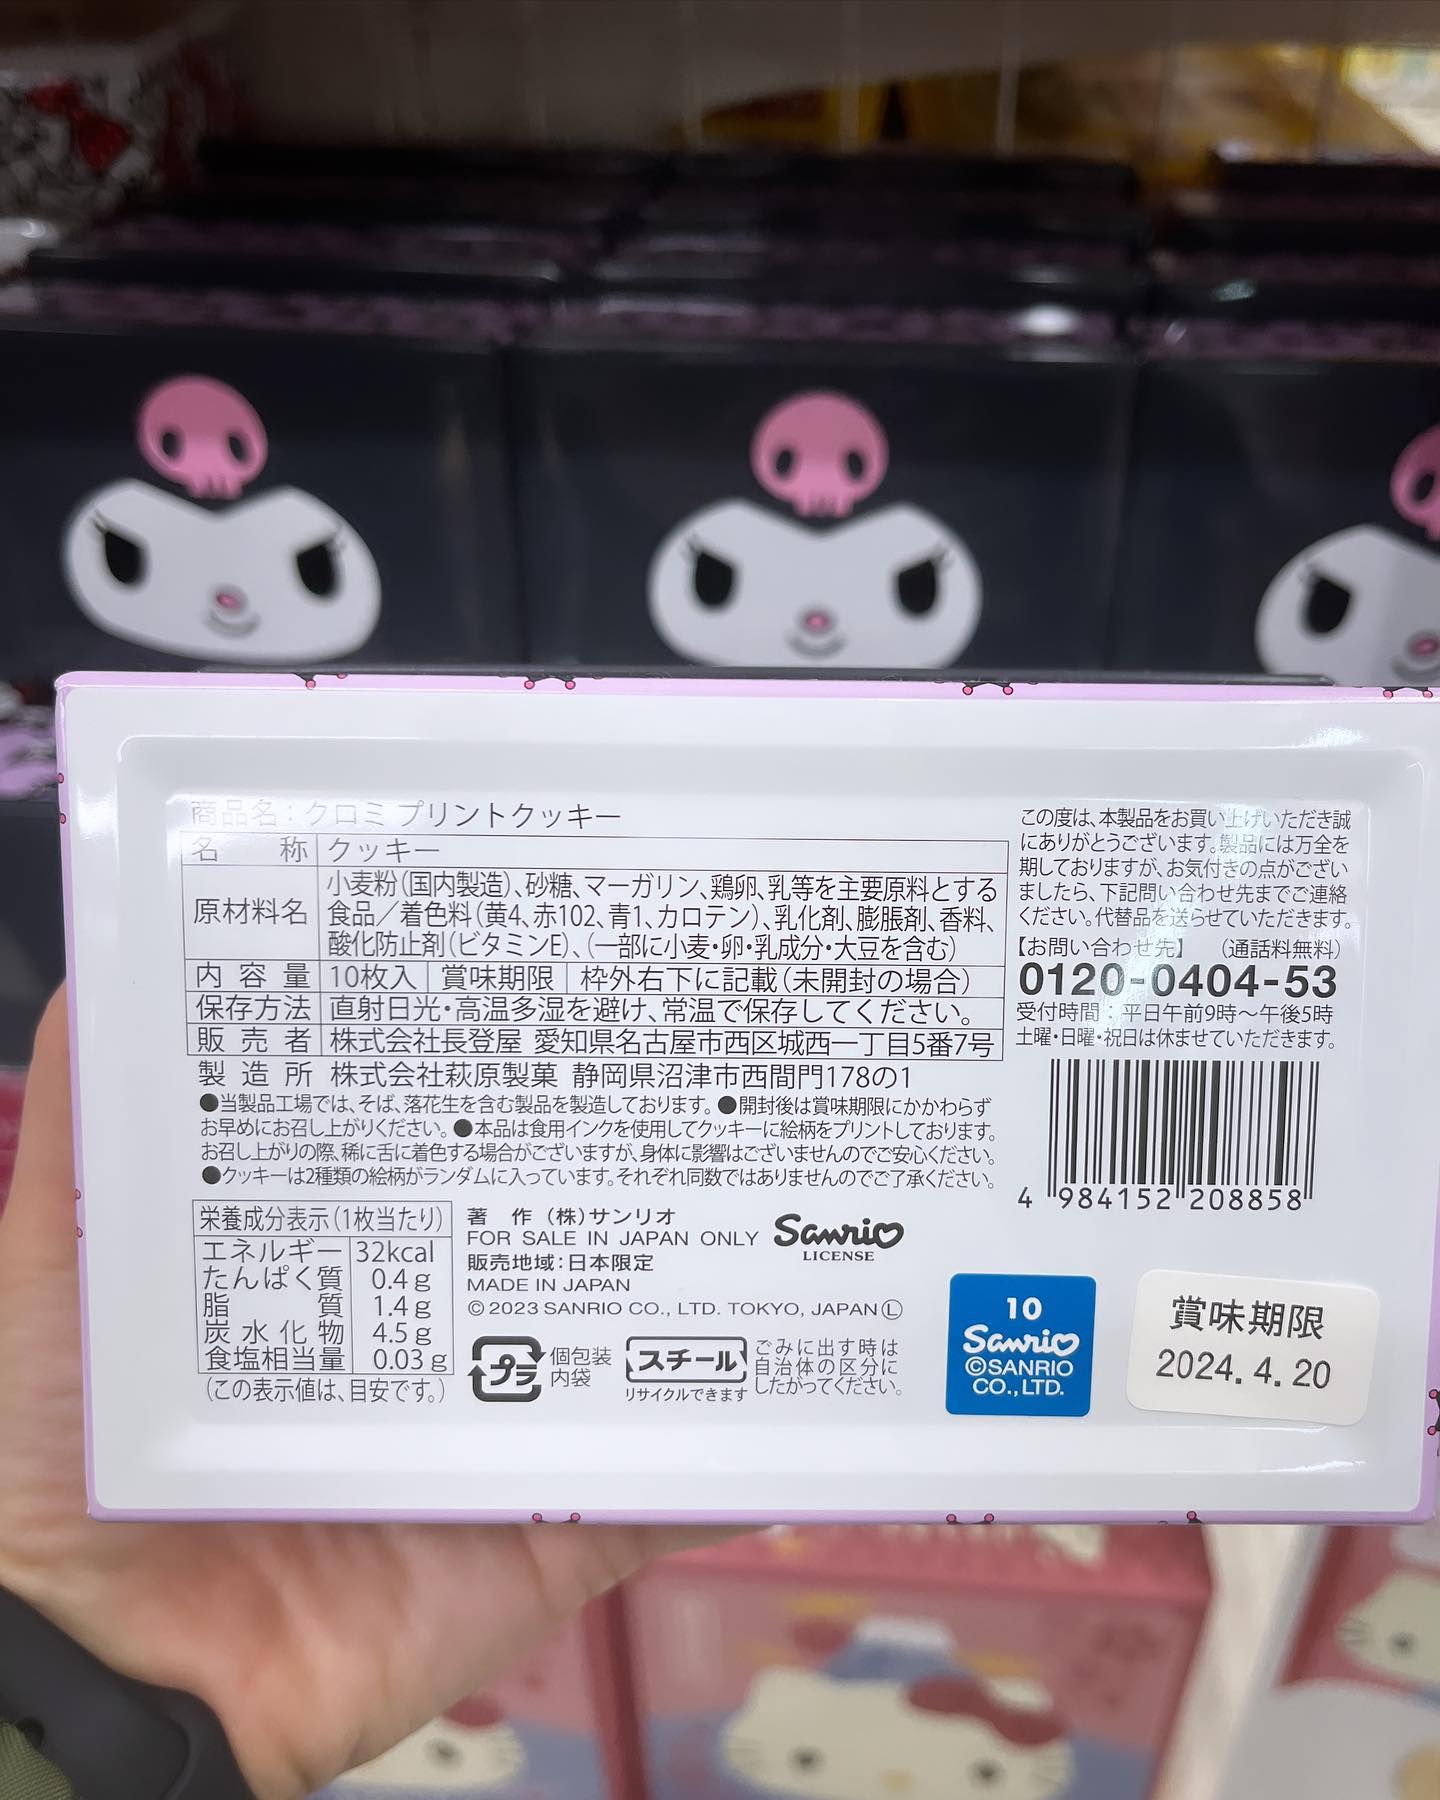 商品名：クロミ プリントクッキー
名　称 クッキー
原材料名 小麦粉（国内製造）、砂糖、マーガリン、鶏卵、乳等を主要原料とする
食品／着色料（黄4、赤102、青1、カロテン）、乳化剤、膨脹剤、香料、
酸化防止剤（ビタミンE）、（一部に小麦・卵・乳成分・大豆を含む）
内容量 10枚入 賞味期限 枠外右下に記載（未開封の場合）
保存方法 直射日光・高温多湿を避け、常温で保存してください。
販売者 株式会社長登屋 愛知県名古屋市西区城西一丁目5番7号
製造所 株式会社萩原製菓 静岡県沼津市西間門178の1
●当製品工場では、そば、落花生を含む製品を製造しております。●開封後は賞味期限にかかわらず
お早めにお召し上がりください。●本品は食用インクを使用してクッキーに絵柄をプリントしております。
お召し上がりの際、稀に舌に着色する場合がございますが、身体に影響はございませんのでご安心ください。
●クッキーは2種類の絵柄がランダムに入っています。それぞれ同数ではありませんのでご了承ください。
栄養成分表示（1枚当たり）
エネルギー 32kcal
たんぱく質 0.4g
脂質 1.4g
炭水化物 4.5g
食塩相当量 0.03g
（この表示値は、目安です。）
著　作（株）サンリオ
FOR SALE IN JAPAN ONLY
販売地域：日本限定
MADE IN JAPAN
©2023 SANRIO CO., LTD. TOKYO, JAPAN Ⓛ
Sanrio
LICENSE
プラ
個包装
内袋
スチール
リサイクルできます
ごみに出す時は
自治体の区分に
したがってください。
この度は、本製品をお買い上げいただき誠
にありがとうございます。製品には万全を
期しておりますが、お気付きの点がござい
ましたら、下記問い合わせ先までご連絡
ください。代替品を送らせていただきます。
【お問い合わせ先】（通話料無料）
0120-0404-53
受付時間：平日午前9時～午後5時
土曜・日曜・祝日は休ませていただきます。
4 984152 208858
10
Sanrio
©SANRIO
CO.,LTD.
賞味期限
2024. 4. 20